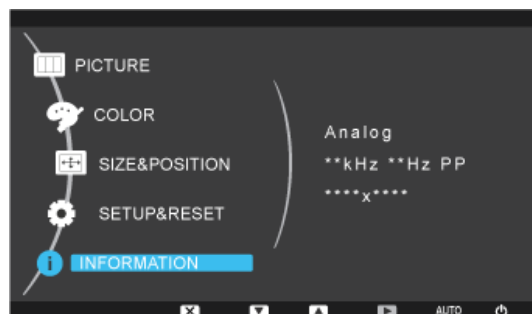 PICTURE
COLOR
SIZE&POSITION
SETUP&RESET
INFORMATION
Analog
**kHz **Hz PP
****x****
AUTO